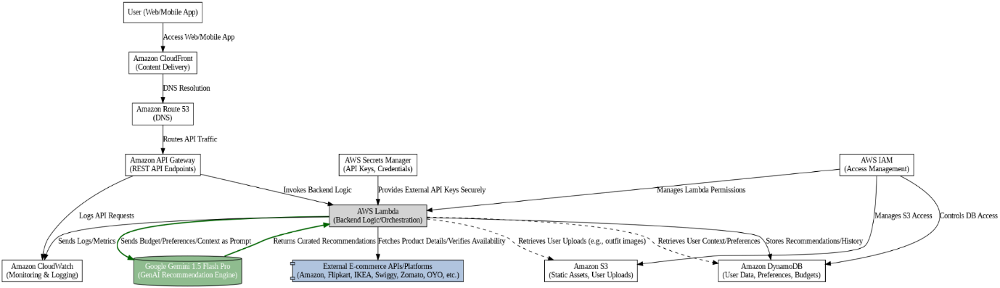 User (Web/Mobile App)
Access Web/Mobile App
Amazon CloudFront
(Content Delivery)
DNS Resolution
Amazon Route 53
(DNS)
Routes API Traffic
Amazon API Gateway
(REST API Endpoints)
AWS Secrets Manager
(API Keys, Credentials)
AWS IAM
(Access Management)
Invokes Backend Logic
Provides External API Keys Securely
Manages Lambda Permissions
Logs API Requests
AWS Lambda
(Backend Logic/Orchestration)
Manages S3 Access
Controls DB Access
Sends Logs/Metrics
Sends Budget/Preferences/Context as Prompt
Returns Curated Recommendations
Fetches Product Details/Verifies Availability
Retrieves User Uploads (e.g., outfit images)
Retrieves User Context/Preferences
Stores Recommendations/History
Amazon CloudWatch
(Monitoring & Logging)
Google Gemini 1.5 Flash Pro
(GenAI Recommendation Engine)
External E-commerce APIs/Platforms
(Amazon, Flipkart, IKEA, Swiggy, Zomato, OYO, etc.)
Amazon S3
(Static Assets, User Uploads)
Amazon DynamoDB
(User Data, Preferences, Budgets)